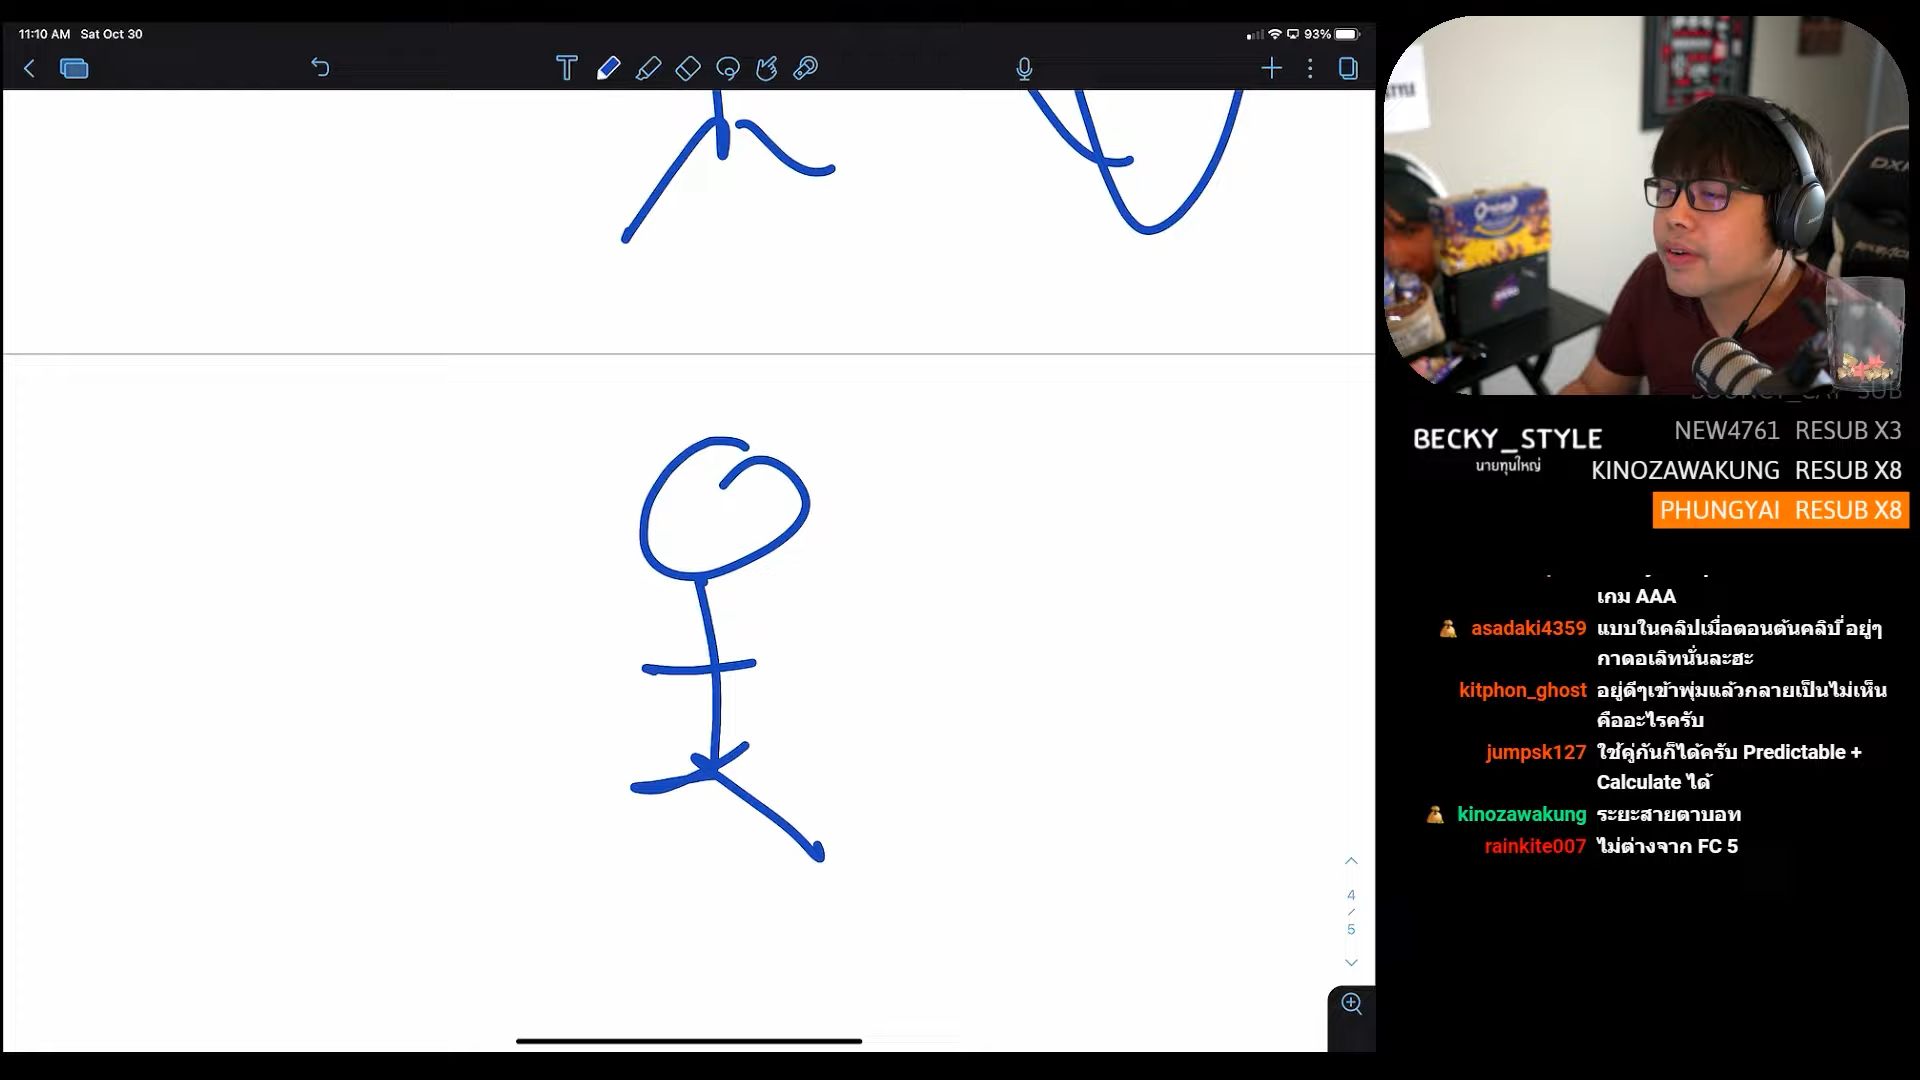 11:10 AM Sat Oct 30
93%
BECKY_STYLE
นายทุนใหญ่
NEW4761 RESUB X3
KINOZAWAKUNG RESUB X8
PHUNGYAI RESUB X8
เกม AAA
asadaki4359 แบบในคลิปเมื่อตอนต้นคลิปี่อยู่ๆ
กาดอเลิทนั่นละฮะ
kitphon_ghost อยู่ดีๆเข้าพุ่มแล้วกลายเป็นไม่เห็น
คืออะไรครับ
jumpsk127 ใช้คู่กันก็ได้ครับ Predictable +
Calculate ได้
kinozawakung ระยะสายตาบอท
rainkite007 ไม่ต่างจาก FC 5
4
/
5